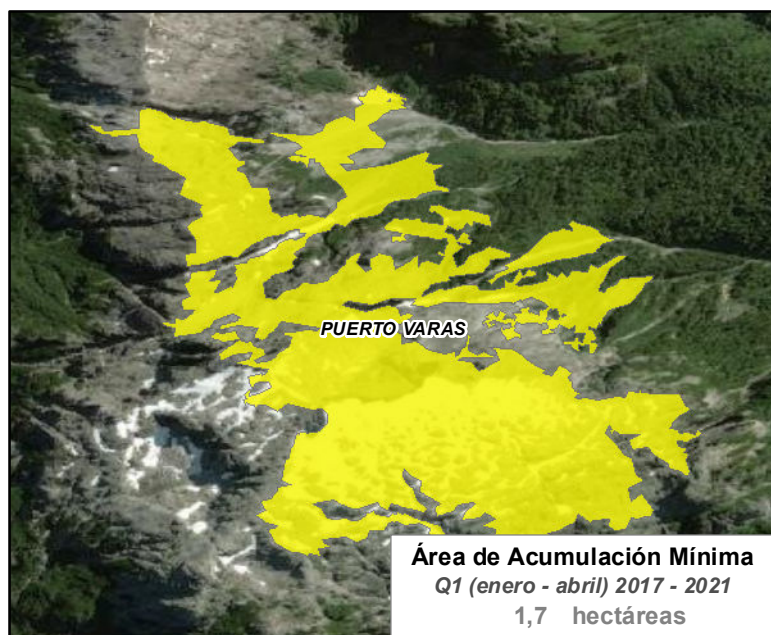 PUERTO VARAS
Área de Acumulación Mínima
Q1 (enero - abril) 2017 - 2021
1,7 hectáreas